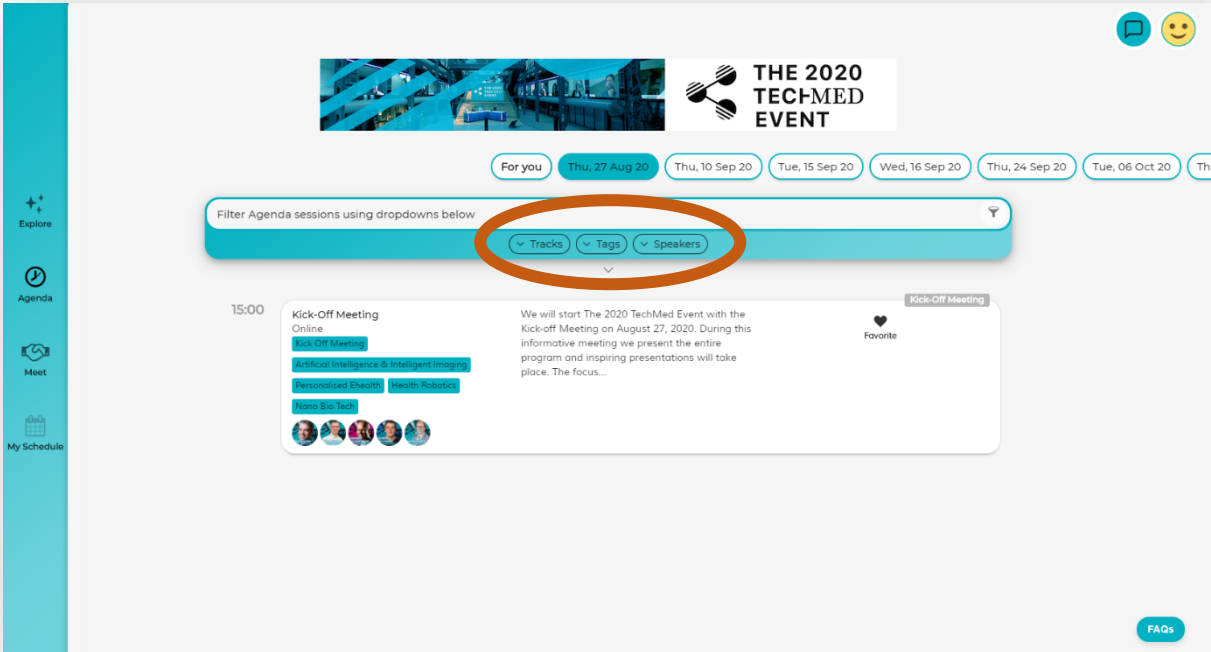 THE 2020
TECHMED
EVENT
For you
Thu, 27 Aug 20
Thu, 10 Sep 20
Tue, 15 Sep 20
Wed, 16 Sep 20
Thu, 24 Sep 20
Tue, 06 Oct 20
Th
Filter Agenda sessions using dropdowns below
Tracks
Tags
Speakers
Explore
Agenda
Meet
My Schedule
15:00
Kick-Off Meeting
Kick-Off Meeting
Online
Kick Off Meeting
Artificial Intelligence & Intelligent Imaging
Personalised Ehealth
Health Robotics
Nano Bio Tech
We will start The 2020 TechMed Event with the
Kick-off Meeting on August 27, 2020. During this
informative meeting we present the entire
program and inspiring presentations will take
place. The focus...
Favorite
FAQs